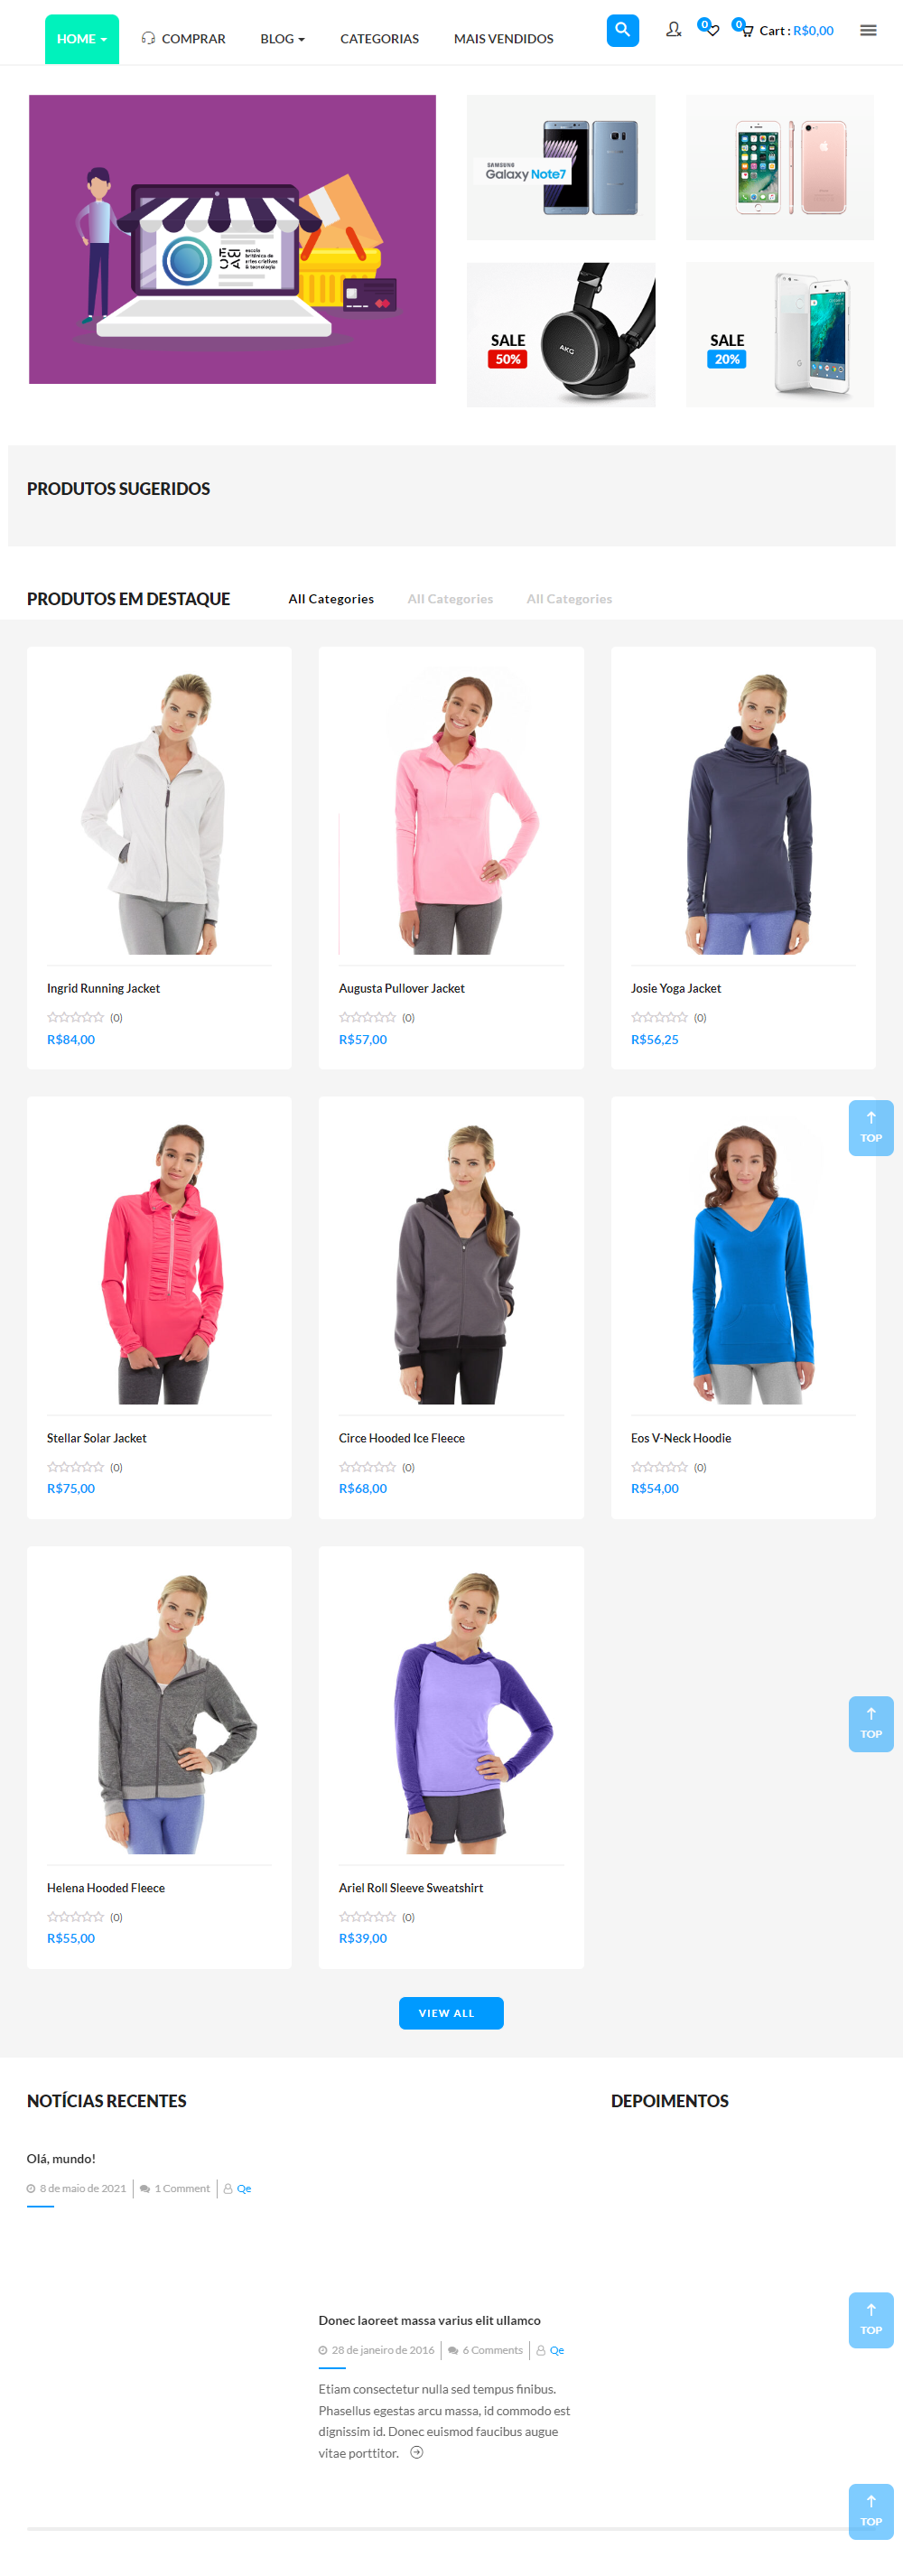 HOME
COMPRAR
BLOG
CATEGORIAS
MAIS VENDIDOS
0
0
Cart : R$0,00
escola
britânica de
artes criativas
& tecnologia
SAMSUNG
Galaxy Note7
SALE
50%
AKG
SALE
20%
PRODUTOS SUGERIDOS
PRODUTOS EM DESTAQUE
All Categories
All Categories
All Categories
Ingrid Running Jacket
(0)
R$84,00
Augusta Pullover Jacket
(0)
R$57,00
Josie Yoga Jacket
(0)
R$56,25
TOP
Stellar Solar Jacket
(0)
R$75,00
Circe Hooded Ice Fleece
(0)
R$68,00
Eos V-Neck Hoodie
(0)
R$54,00
TOP
Helena Hooded Fleece
(0)
R$55,00
Ariel Roll Sleeve Sweatshirt
(0)
R$39,00
VIEW ALL
NOTÍCIAS RECENTES
DEPOIMENTOS
Olá, mundo!
8 de maio de 2021
1 Comment
Qe
TOP
Donec laoreet massa varius elit ullamco
28 de janeiro de 2016
6 Comments
Qe
Etiam consectetur nulla sed tempus finibus.
Phasellus egestas arcu massa, id commodo est
dignissim id. Donec euismod faucibus augue
vitae porttitor.
TOP